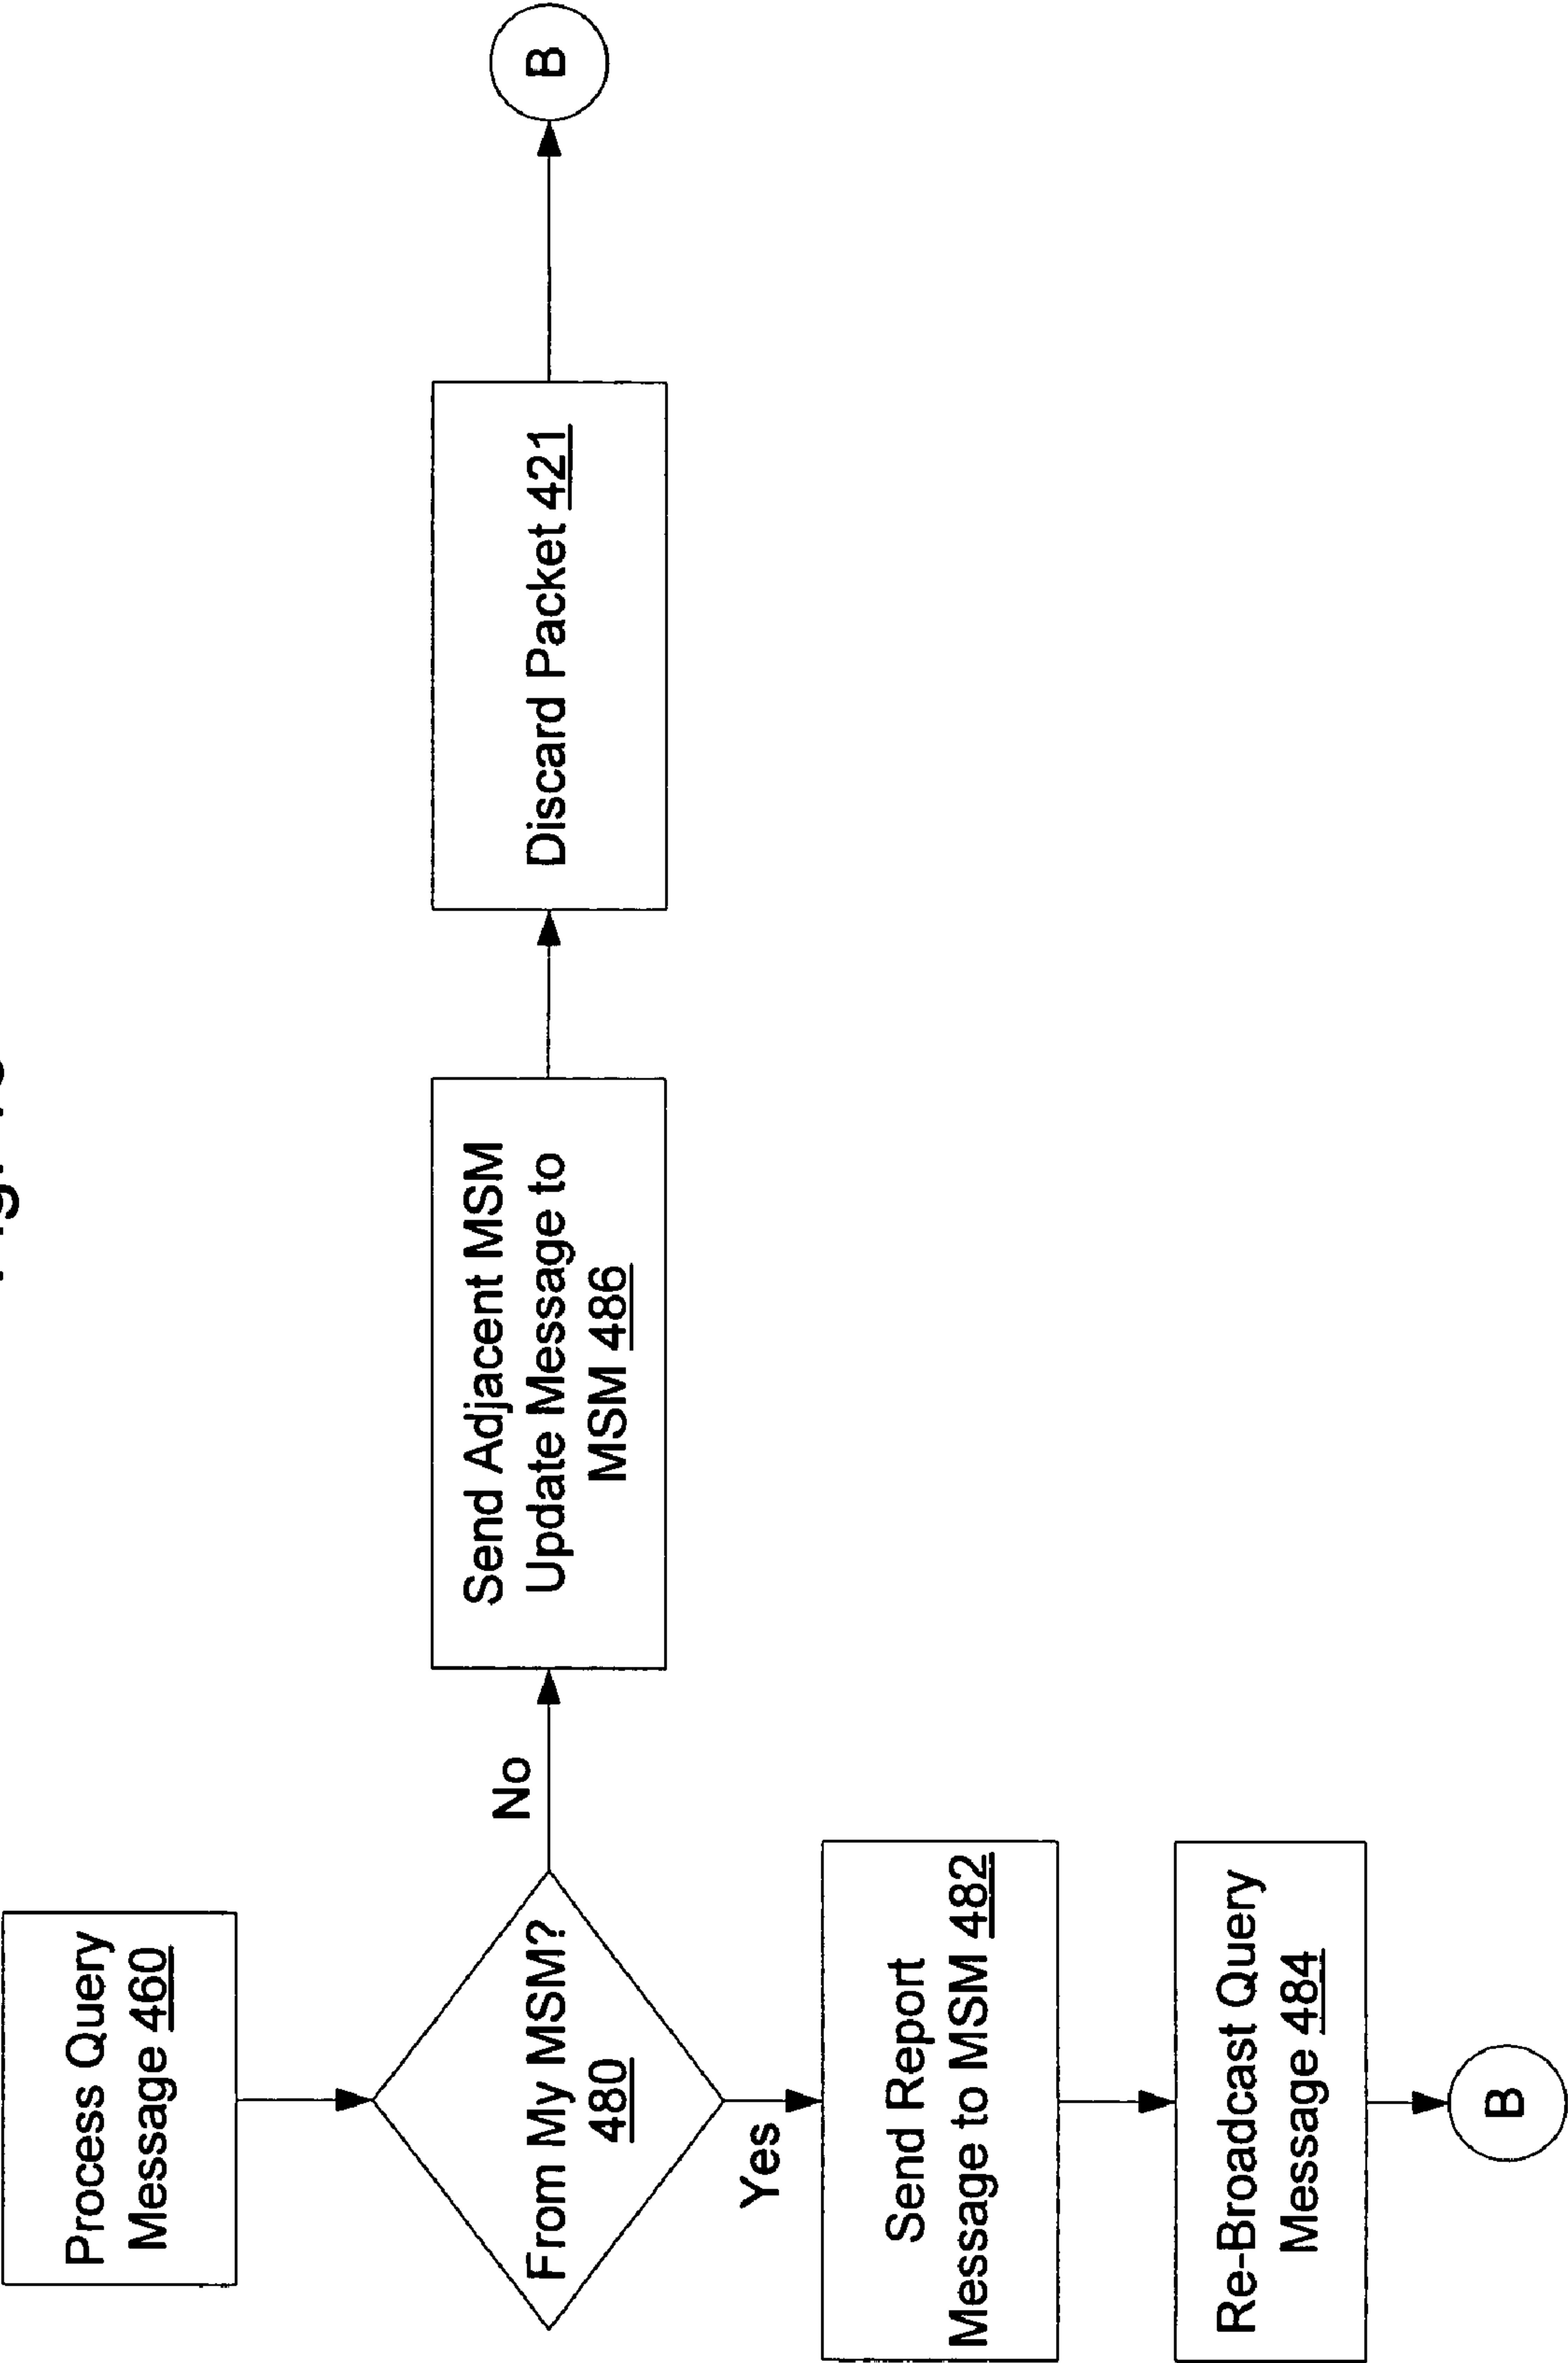 Process Query
Message 460
From My MSM?
480
No
Send Adjacent MSM
Update Message to
MSM 486
Discard Packet 421
B
Yes
Send Report
Message to MSM 482
Re-Broadcast Query
Message 484
B